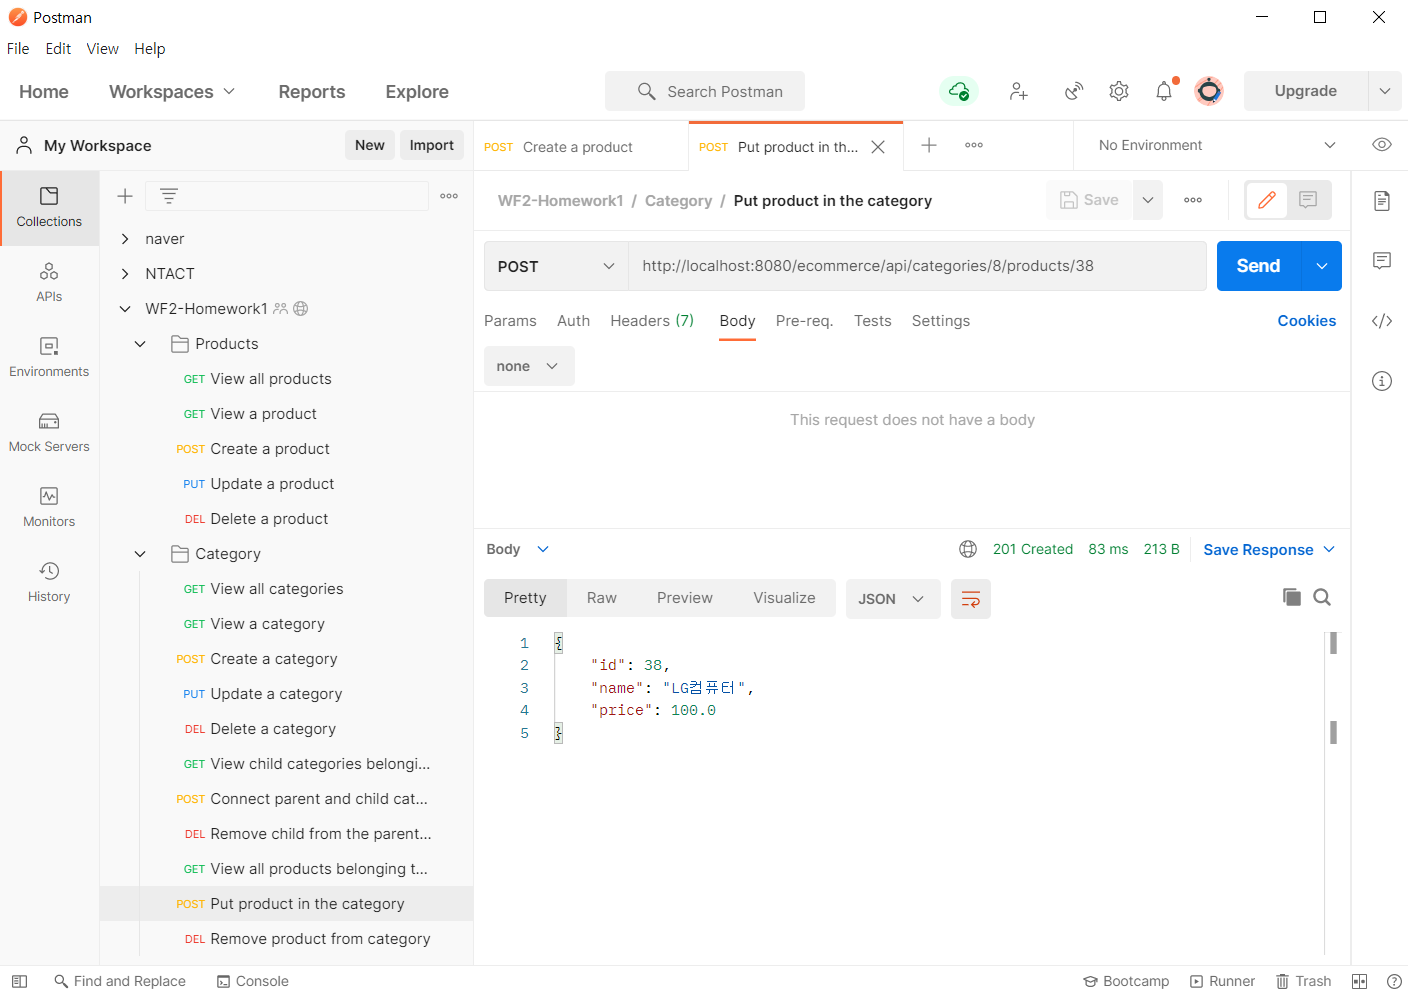 Postman
File Edit View Help
Home Workspaces Reports Explore Search Postman Upgrade
My Workspace New Import
POST Create a product POST Put product in th... No Environment
Collections
APIs
Environments
Mock Servers
Monitors
History
naver
NTACT
WF2-Homework1
Products
GET View all products
GET View a product
POST Create a product
PUT Update a product
DEL Delete a product
Category
GET View all categories
GET View a category
POST Create a category
PUT Update a category
DEL Delete a category
GET View child categories belongi...
POST Connect parent and child cat...
DEL Remove child from the parent...
GET View all products belonging t...
POST Put product in the category
DEL Remove product from category
WF2-Homework1 / Category / Put product in the category Save
POST http://localhost:8080/ecommerce/api/categories/8/products/38 Send
Params Auth Headers (7) Body Pre-req. Tests Settings Cookies
none
This request does not have a body
Body 201 Created 83 ms 213 B Save Response
Pretty Raw Preview Visualize JSON
1 {
2 "id": 38,
3 "name": "LG컴퓨터",
4 "price": 100.0
5 }
Find and Replace Console Bootcamp Runner Trash